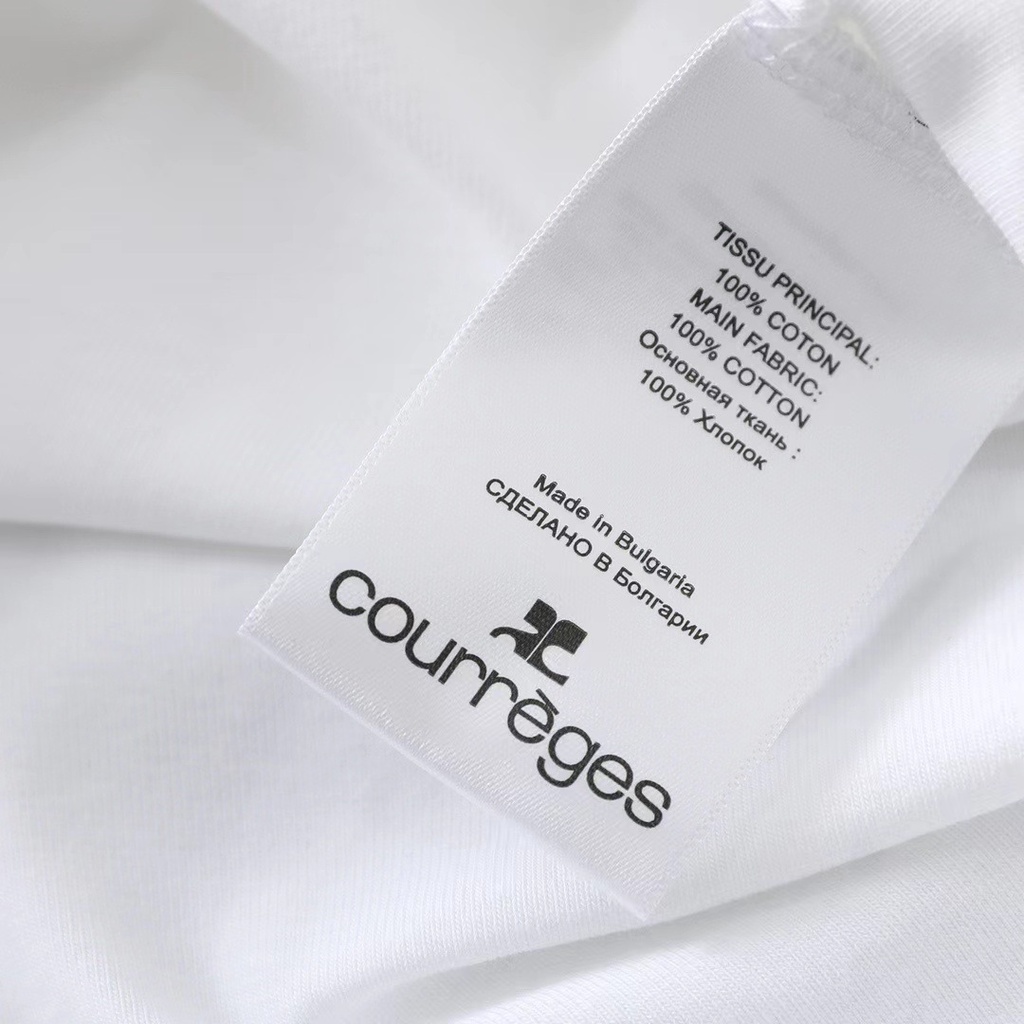 TISSU PRINCIPAL:
100% COTON
MAIN FABRIC:
100% COTTON
Основная ткань :
100% Хлопок
Made in Bulgaria
СДЕЛАНО В Болгарии
courrèges